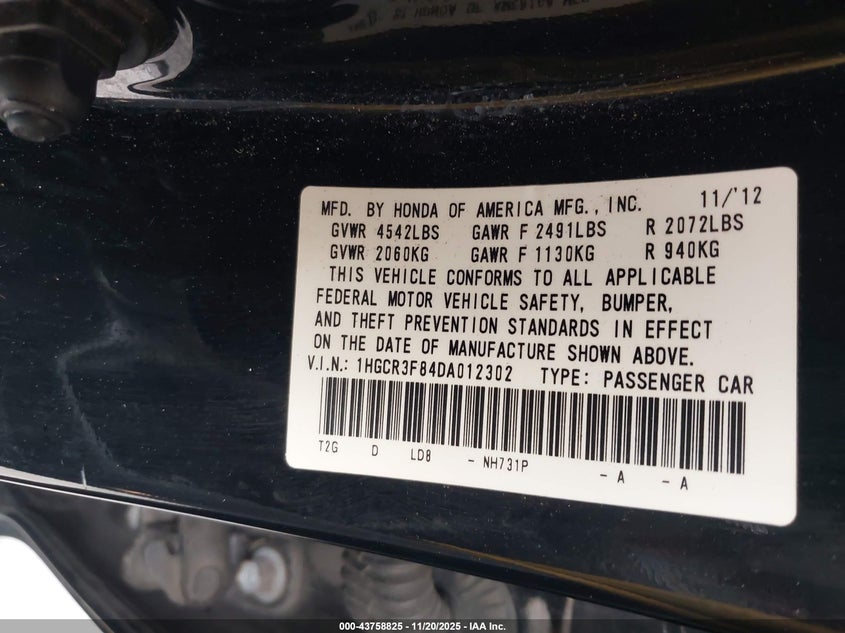 MFD. BY HONDA OF AMERICA MFG., INC. 11/'12
GVWR 4542LBS GAWR F 2491LBS R 2072LBS
GVWR 2060KG GAWR F 1130KG R 940KG
THIS VEHICLE CONFORMS TO ALL APPLICABLE
FEDERAL MOTOR VEHICLE SAFETY, BUMPER,
AND THEFT PREVENTION STANDARDS IN EFFECT
ON THE DATE OF MANUFACTURE SHOWN ABOVE.
V.I.N.: 1HGCR3F84DA012302 TYPE: PASSENGER CAR
T2G D LD8 - NH731P - A - A
000-43758825 - 11/20/2025 - IAA Inc.